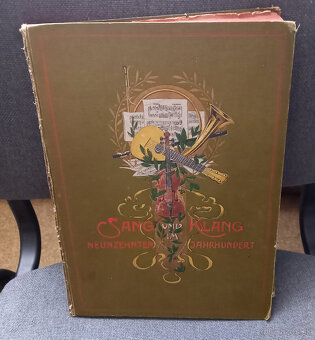 SANG UND KLANG
IM
NEUNZEHNTEN JAHRHUNDERT